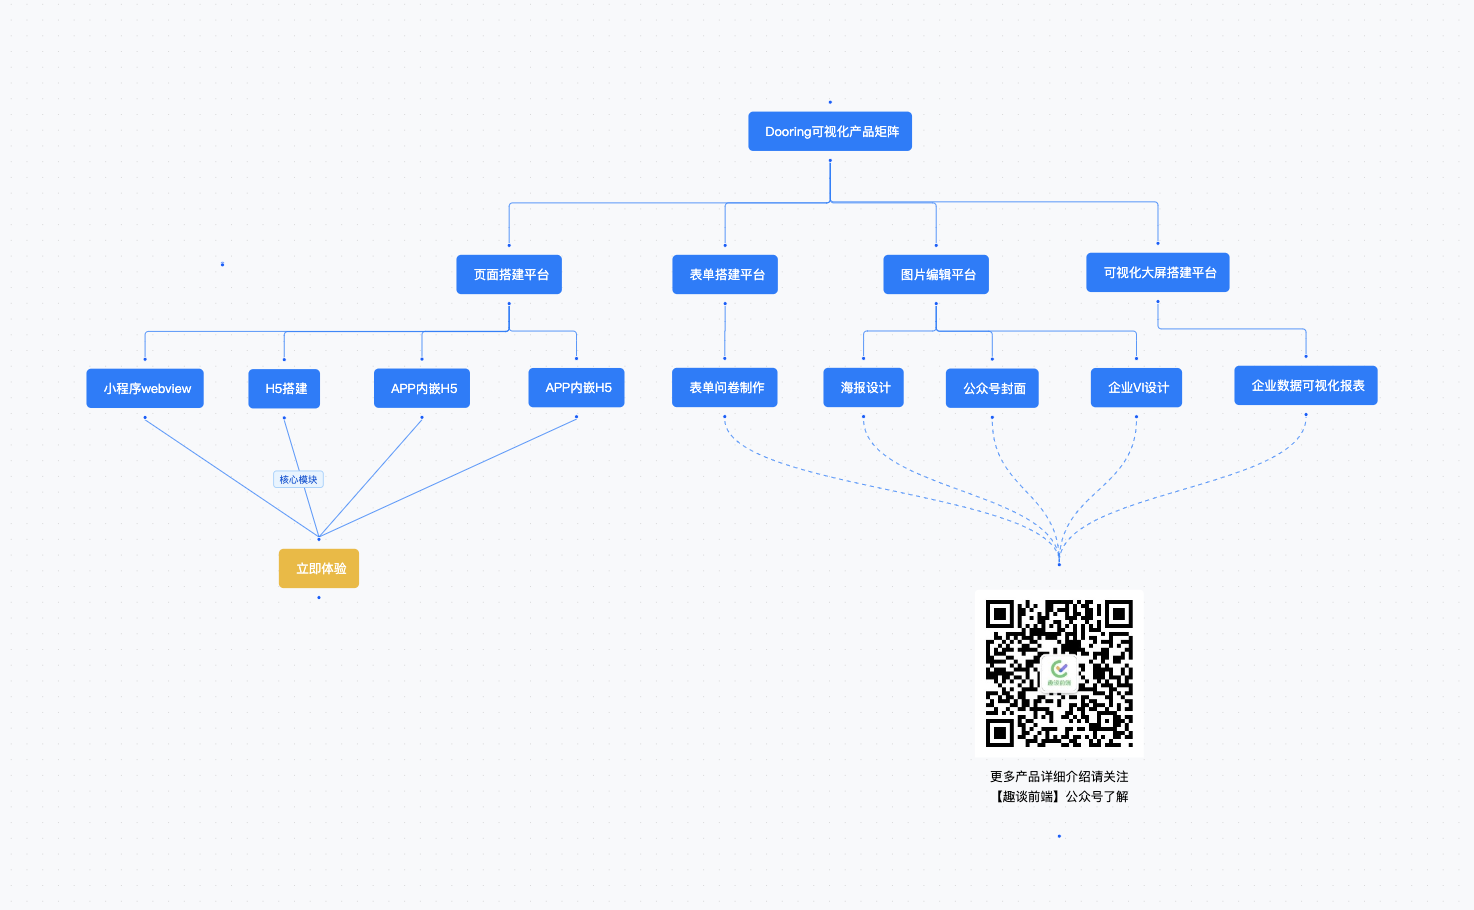 Dooring可视化产品矩阵
页面搭建平台
表单搭建平台
图片编辑平台
可视化大屏搭建平台
小程序webview
H5搭建
APP内嵌H5
APP内嵌H5
表单问卷制作
海报设计
公众号封面
企业VI设计
企业数据可视化报表
核心模块
立即体验
趣谈前端
更多产品详细介绍请关注
【趣谈前端】公众号了解